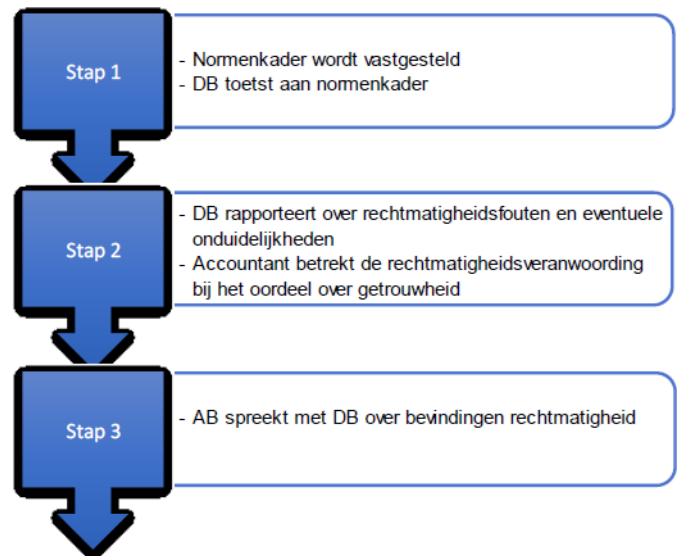 Stap 1
- Normenkader wordt vastgesteld
- DB toetst aan normenkader
Stap 2
- DB rapporteert over rechtmatigheidsfouten en eventuele
onduidelijkheden
- Accountant betrekt de rechtmatigheidsveranwoording
bij het oordeel over getrouwheid
Stap 3
- AB spreekt met DB over bevindingen rechtmatigheid